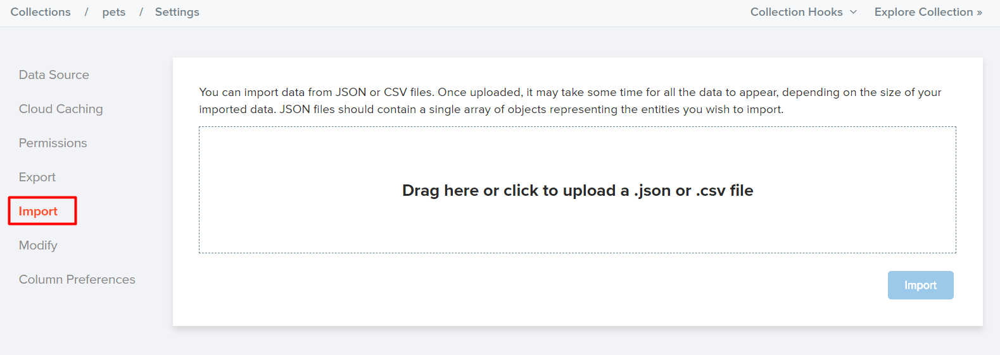 Collections / pets / Settings
Collection Hooks
Explore Collection »
Data Source
Cloud Caching
Permissions
Export
Import
Modify
Column Preferences
You can import data from JSON or CSV files. Once uploaded, it may take some time for all the data to appear, depending on the size of your
imported data. JSON files should contain a single array of objects representing the entities you wish to import.
Drag here or click to upload a .json or .csv file
Import